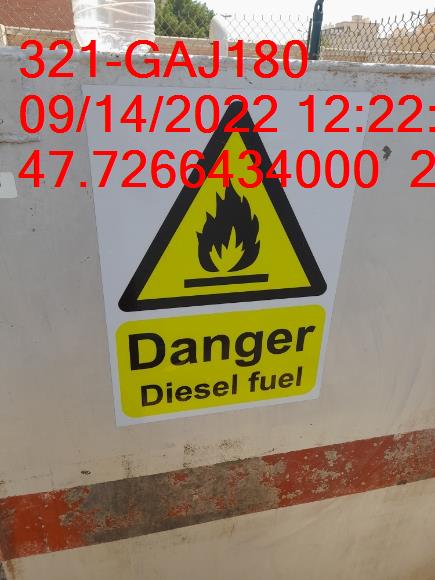 321-GAJ180
09/14/2022 12:22:
47.7266434000 2
Danger
Diesel fuel